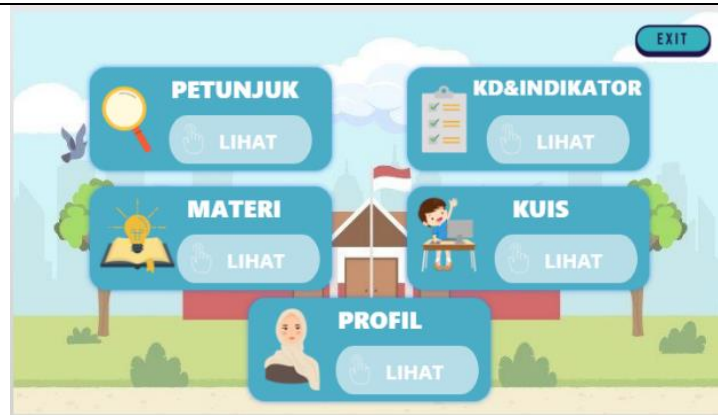 EXIT
PETUNJUK
LIHAT
KD&INDIKATOR
LIHAT
MATERI
LIHAT
KUIS
LIHAT
PROFIL
LIHAT